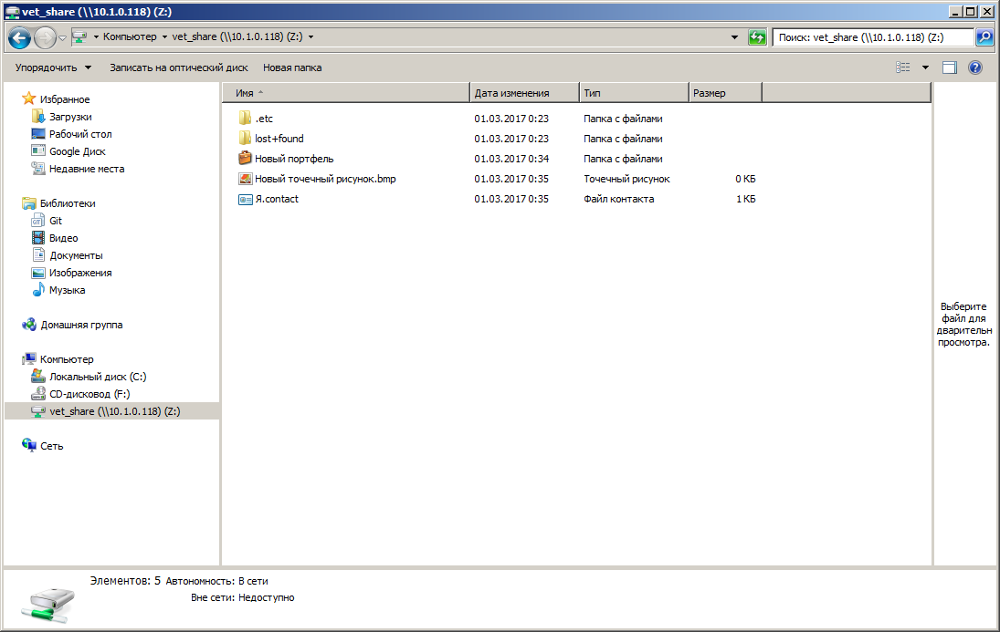 vet_share (\\10.1.0.118) (Z:)
Компьютер vet_share (\\10.1.0.118) (Z:)
Поиск: vet_share (\\10.1.0.118) (Z:)
Упорядочить Записать на оптический диск Новая папка
Избранное
Загрузки
Рабочий стол
Google Диск
Недавние места
Библиотеки
Git
Видео
Документы
Изображения
Музыка
Домашняя группа
Компьютер
Локальный диск (C:)
CD-дисковод (F:)
vet_share (\\10.1.0.118) (Z:)
Сеть
Имя Дата изменения Тип Размер
.etc 01.03.2017 0:23 Папка с файлами
lost+found 01.03.2017 0:23 Папка с файлами
Новый портфель 01.03.2017 0:34 Папка с файлами
Новый точечный рисунок.bmp 01.03.2017 0:35 Точечный рисунок 0 КБ
Я.contact 01.03.2017 0:35 Файл контакта 1 КБ
Выберите
файл для
дварительн
просмотра.
Элементов: 5 Автономность: В сети
Вне сети: Недоступно